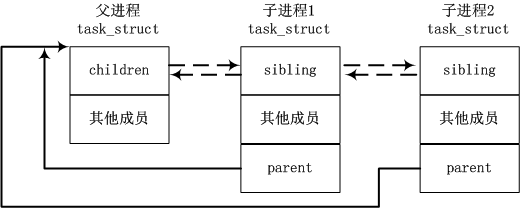 父进程 子进程1 子进程2
task_struct task_struct task_struct
children sibling sibling
其他成员 其他成员 其他成员
parent parent